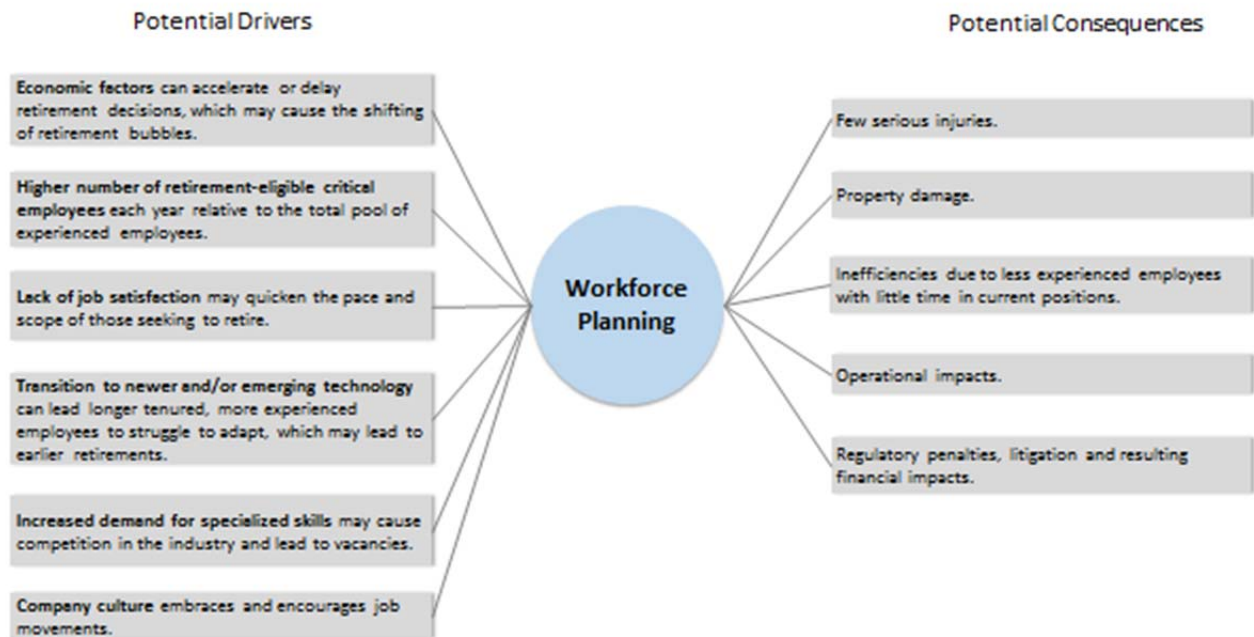 Potential Drivers
Economic factors can accelerate or delay
retirement decisions, which may cause the shifting
of retirement bubbles.
Higher number of retirement-eligible critical
employees each year relative to the total pool of
experienced employees.
Lack of job satisfaction may quicken the pace and
scope of those seeking to retire.
Transition to newer and/or emerging technology
can lead longer tenured, more experienced
employees to struggle to adapt, which may lead to
earlier retirements.
Increased demand for specialized skills may cause
competition in the industry and lead to vacancies.
Company culture embraces and encourages job
movements.
Workforce
Planning
Potential Consequences
Few serious injuries.
Property damage.
Inefficiencies due to less experienced employees
with little time in current positions.
Operational impacts.
Regulatory penalties, litigation and resulting
financial impacts.